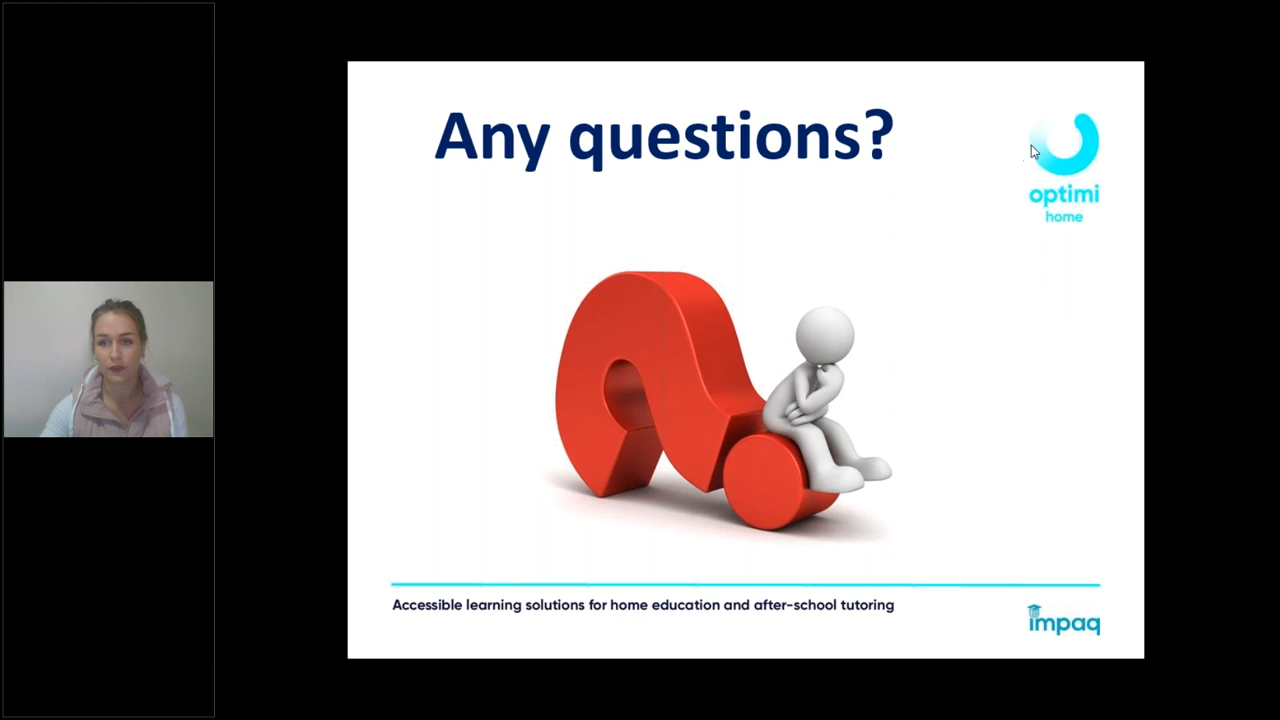 Any questions?
optimi
home
Accessible learning solutions for home education and after-school tutoring
impaq